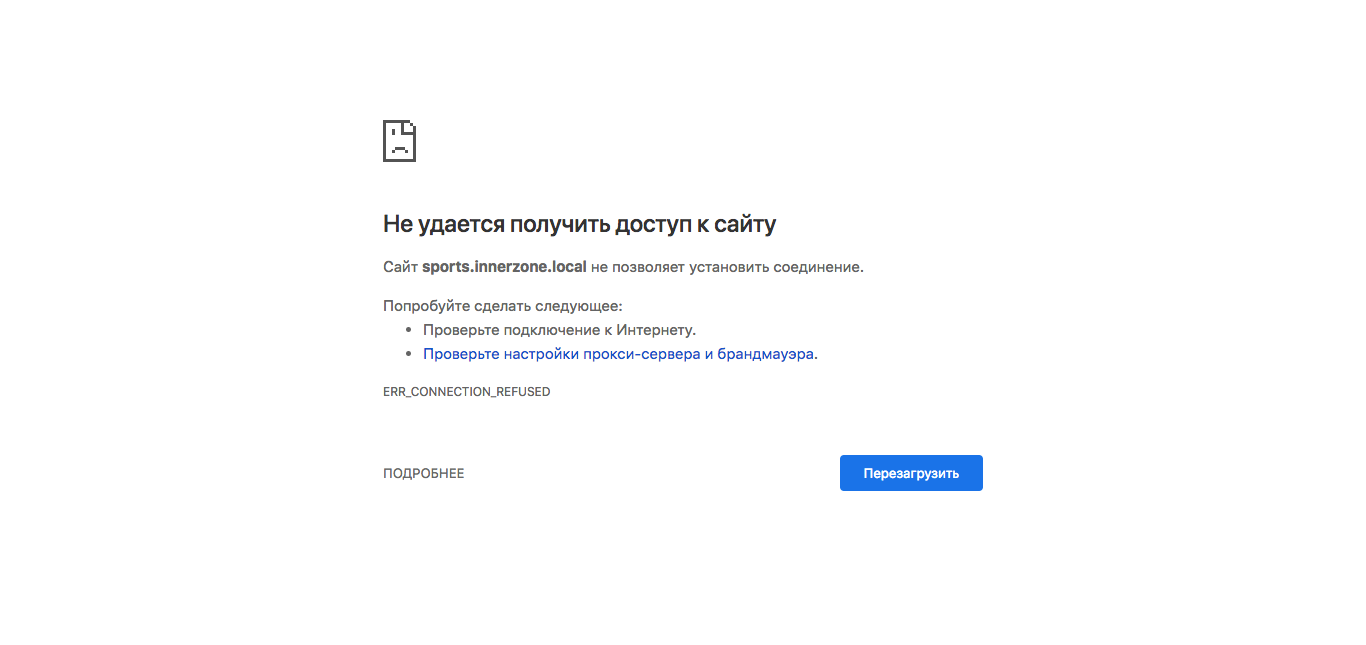 Не удается получить доступ к сайту
Сайт sports.innerzone.local не позволяет установить соединение.
Попробуйте сделать следующее:
• Проверьте подключение к Интернету.
• Проверьте настройки прокси-сервера и брандмауэра.
ERR_CONNECTION_REFUSED
ПОДРОБНЕЕ
Перезагрузить